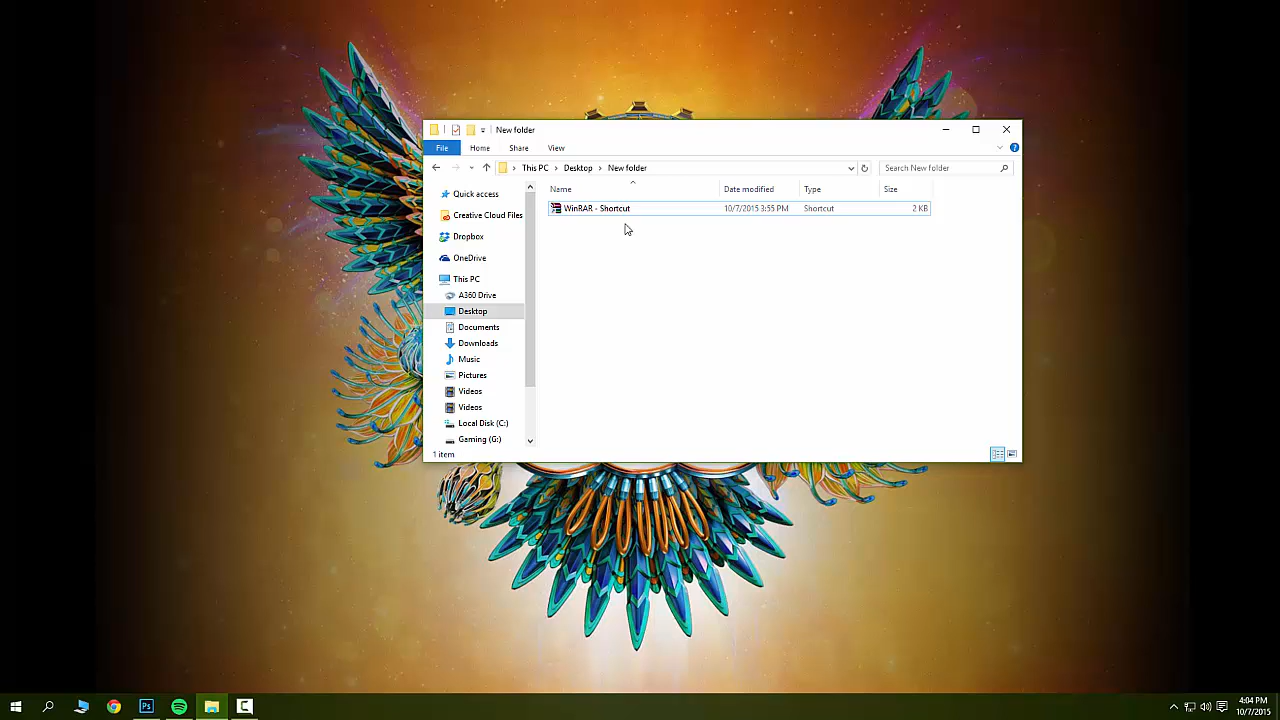 New folder
File Home Share View
This PC Desktop New folder Search New folder
Name Date modified Type Size
WinRAR - Shortcut 10/7/2015 3:55 PM Shortcut 2 KB
Quick access
Creative Cloud Files
Dropbox
OneDrive
This PC
A360 Drive
Desktop
Documents
Downloads
Music
Pictures
Videos
Videos
Local Disk (C:)
Gaming (G:)
1 item
Ps
C
4:04 PM
10/7/2015